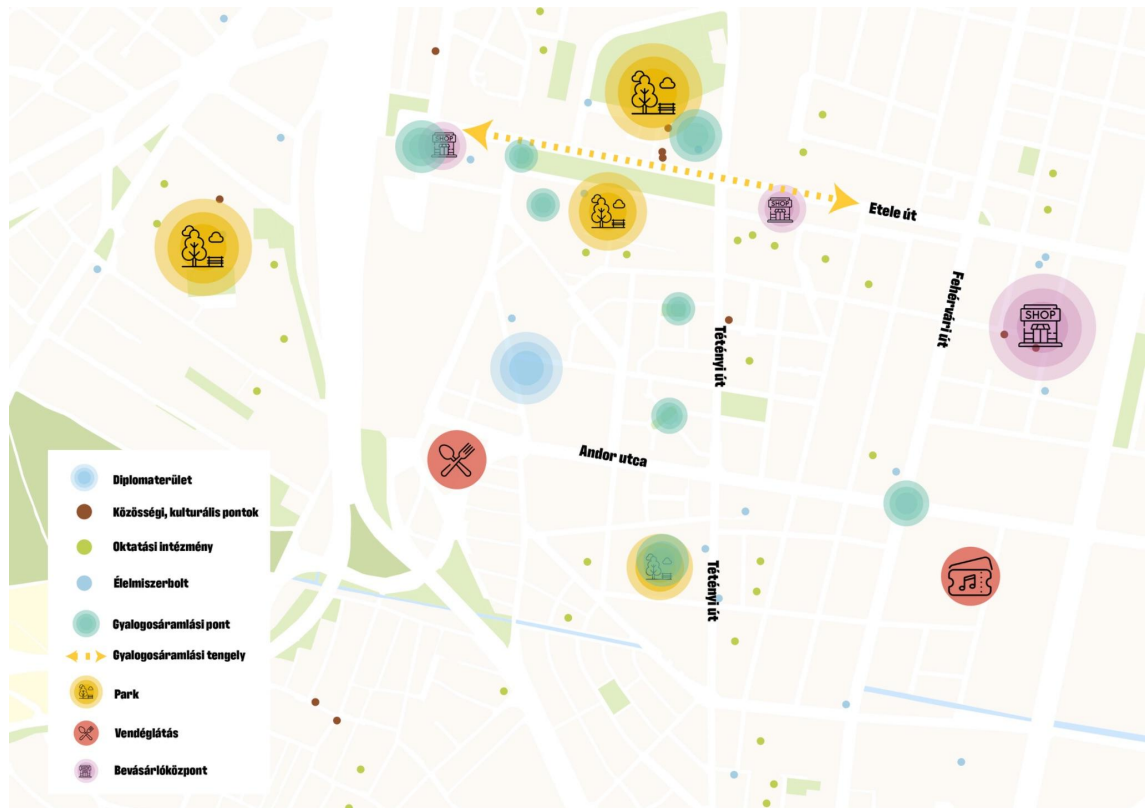 SHOP
Etele út
SHOP
Fehérvári út
SHOP
Tétényi út
Andor utca
Tétényi út
Diplomaterület
Közösségi, kulturális pontok
Oktatási intézmény
Élelmiszerbolt
Gyalogosáramlási pont
Gyalogosáramlási tengely
Park
Vendéglátás
Bevásárlóközpont